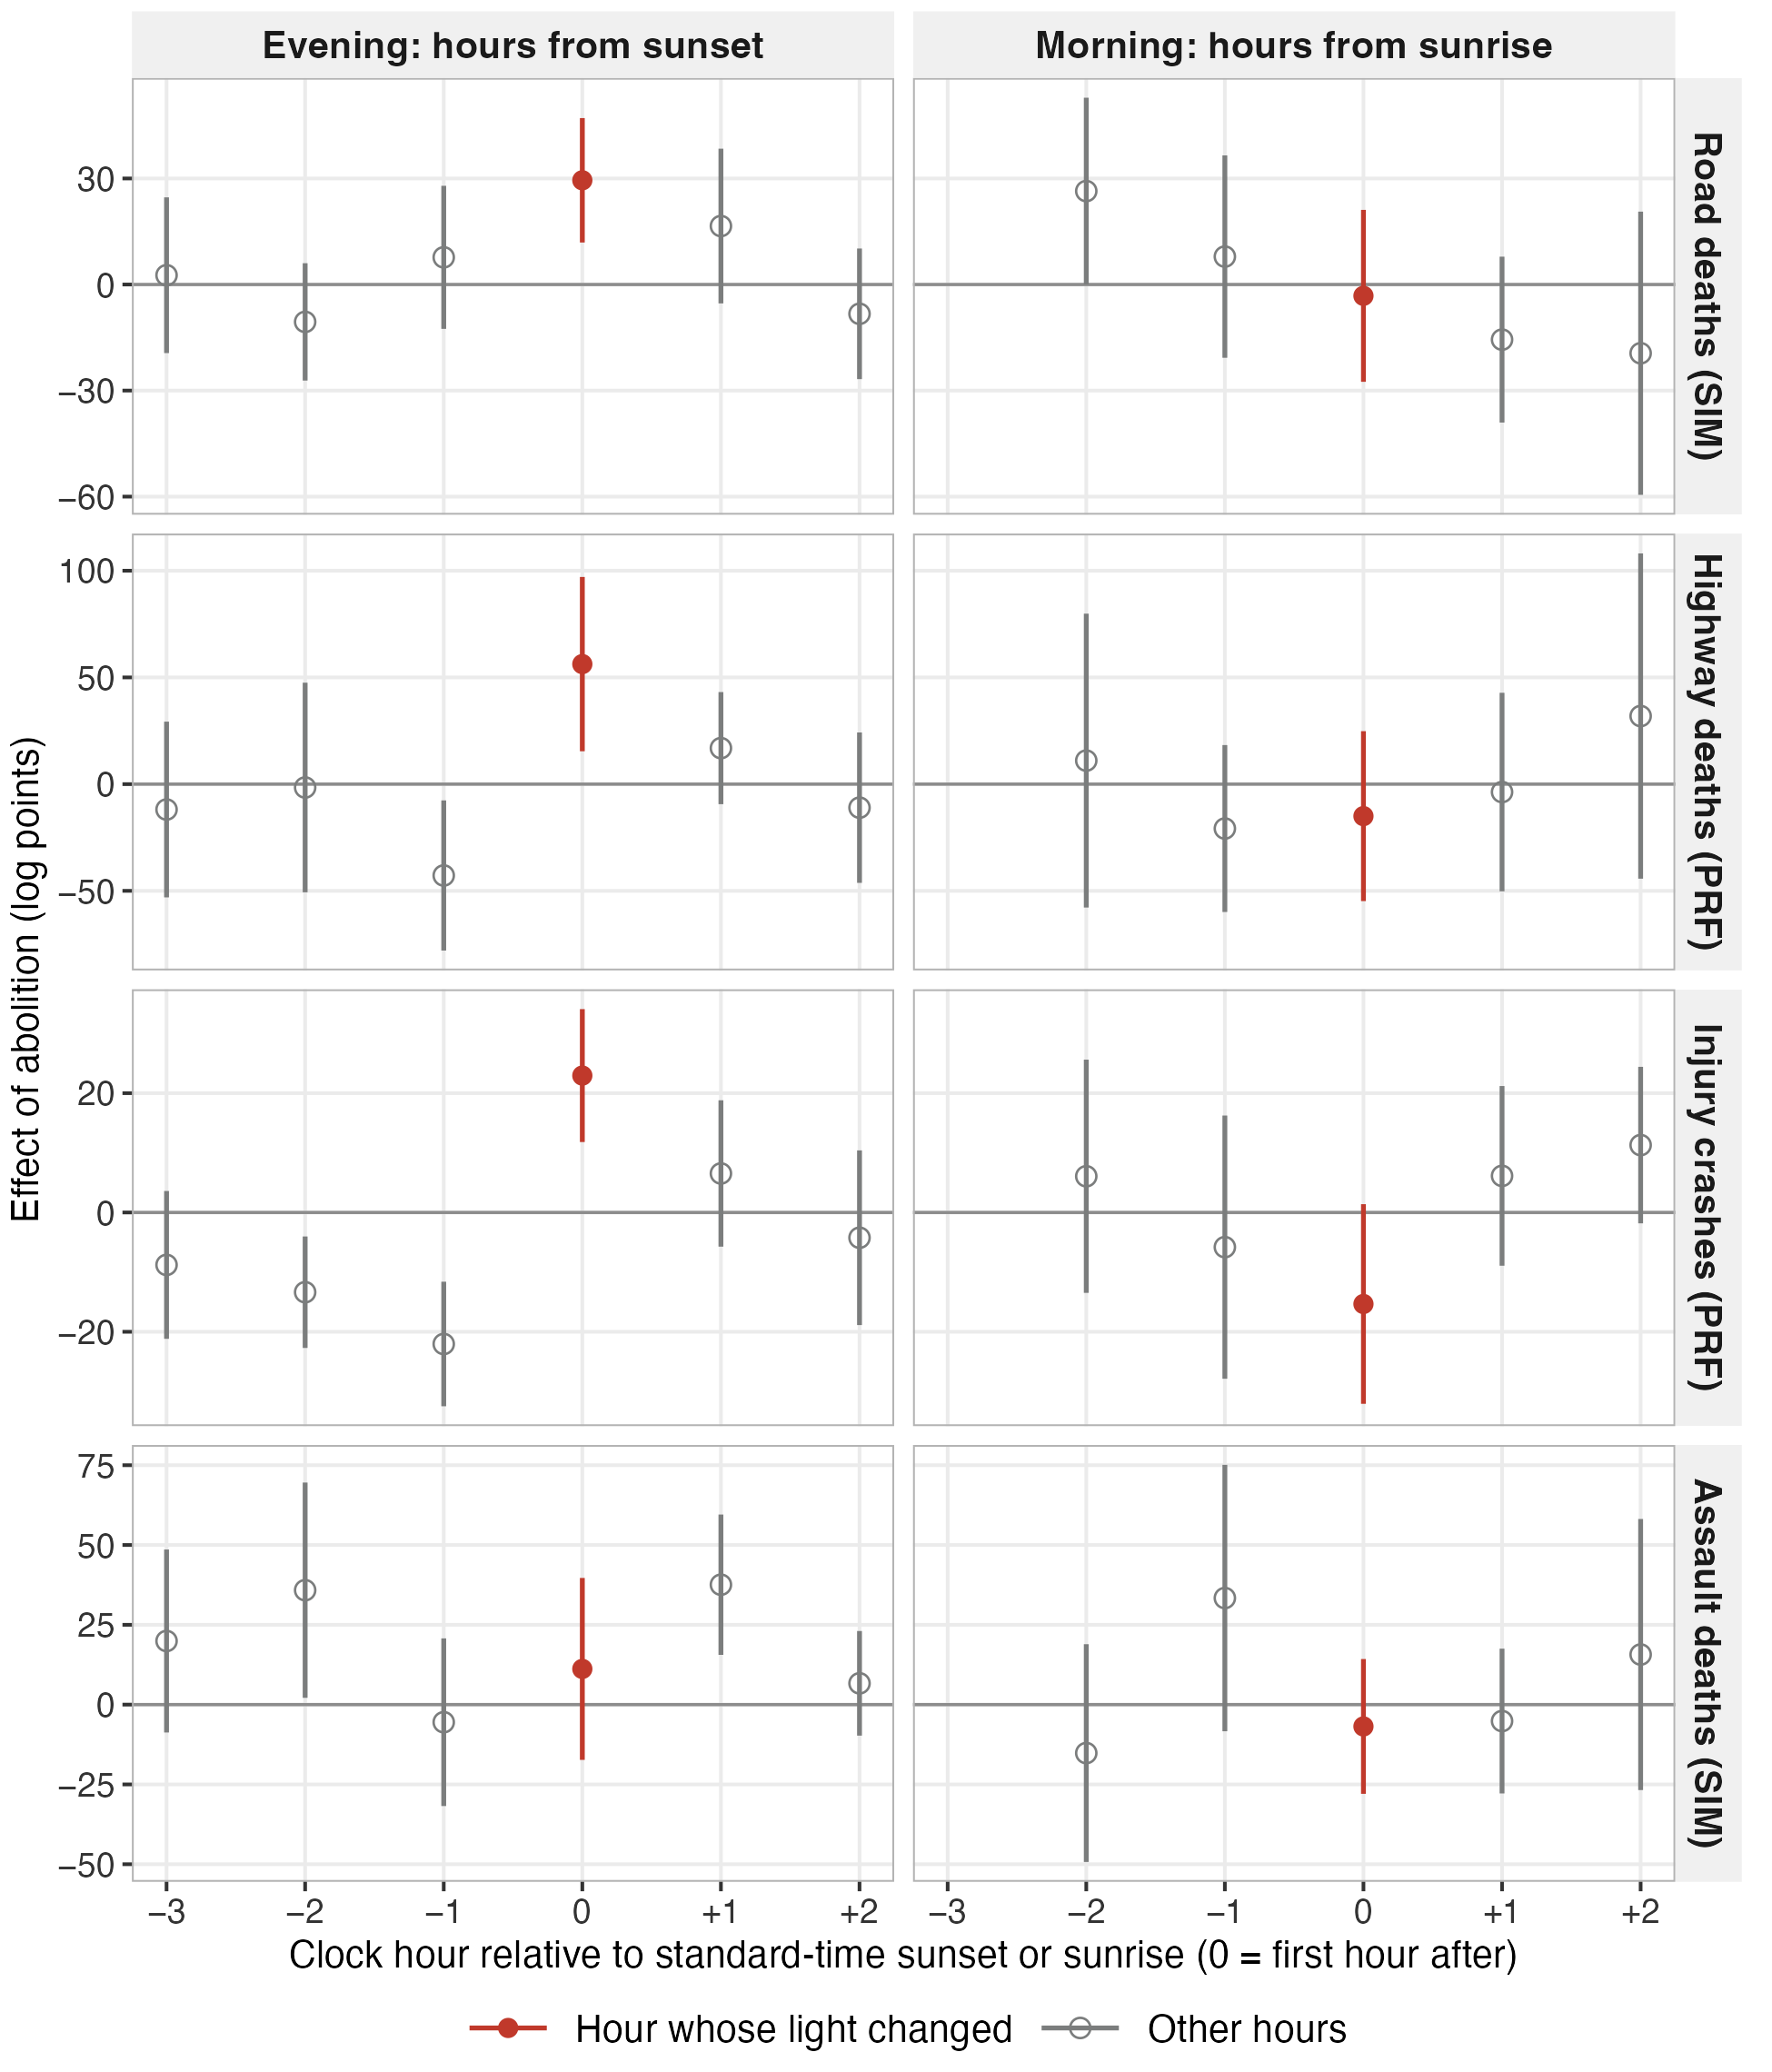 Evening: hours from sunset
Morning: hours from sunrise
Effect of abolition (log points)
30
0
−30
−60
Road deaths (SIM)
100
50
0
−50
Highway deaths (PRF)
20
0
−20
Injury crashes (PRF)
75
50
25
0
−25
−50
Assault deaths (SIM)
−3 −2 −1 0 +1 +2
−3 −2 −1 0 +1 +2
Clock hour relative to standard-time sunset or sunrise (0 = first hour after)
Hour whose light changed
Other hours